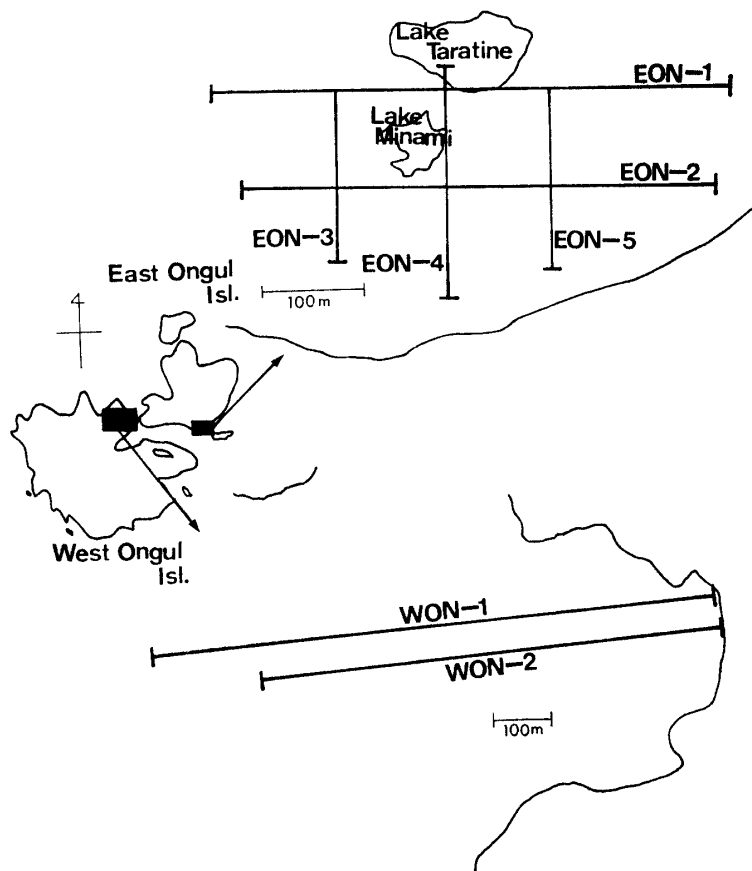 Lake
Taratine
EON-1
Lake
Minami
EON-2
EON-3
EON-4
EON-5
East Ongul
Isl.
100m
4
West Ongul
Isl.
WON-1
WON-2
100m